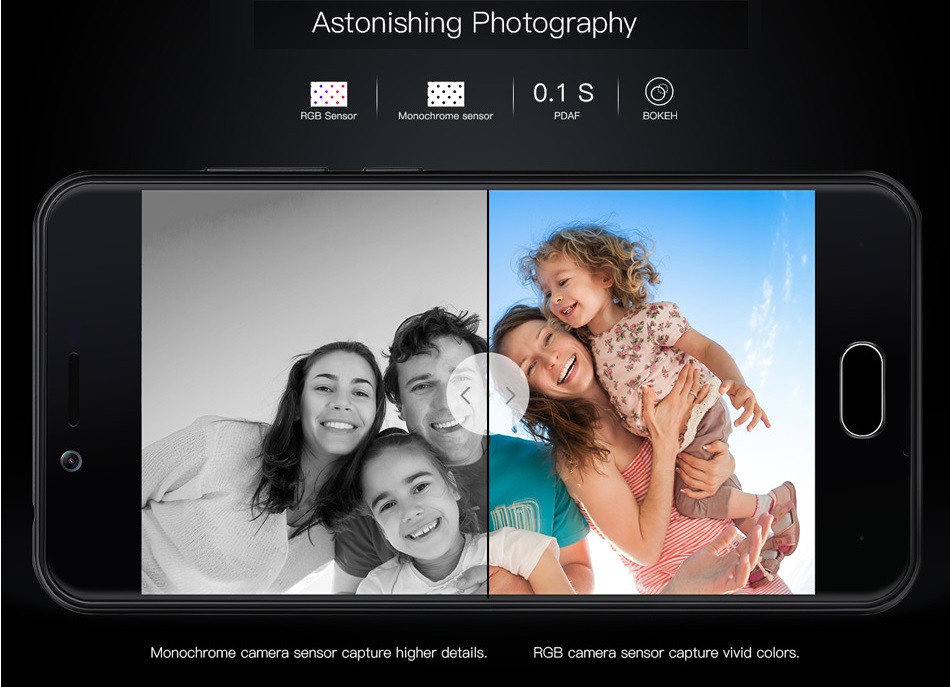 Astonishing Photography
RGB Sensor
Monochrome sensor
0.1 S
PDAF
BOKEH
Monochrome camera sensor capture higher details.
RGB camera sensor capture vivid colors.